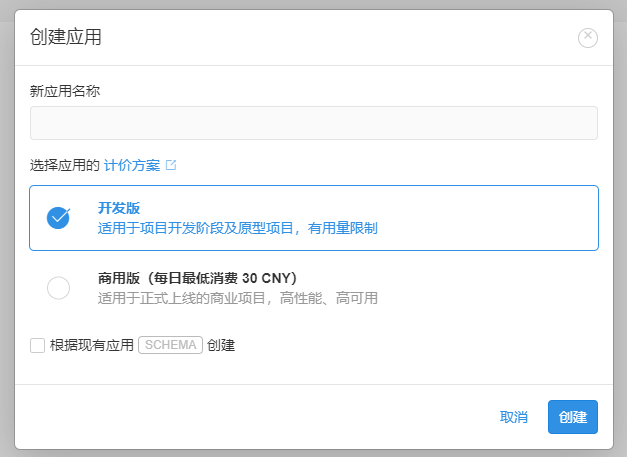 创建应用
新应用名称
选择应用的 计价方案
开发版
适用于项目开发阶段及原型项目，有用量限制
商用版（每日最低消费 30 CNY）
适用于正式上线的商业项目，高性能、高可用
根据现有应用 SCHEMA 创建
取消 创建